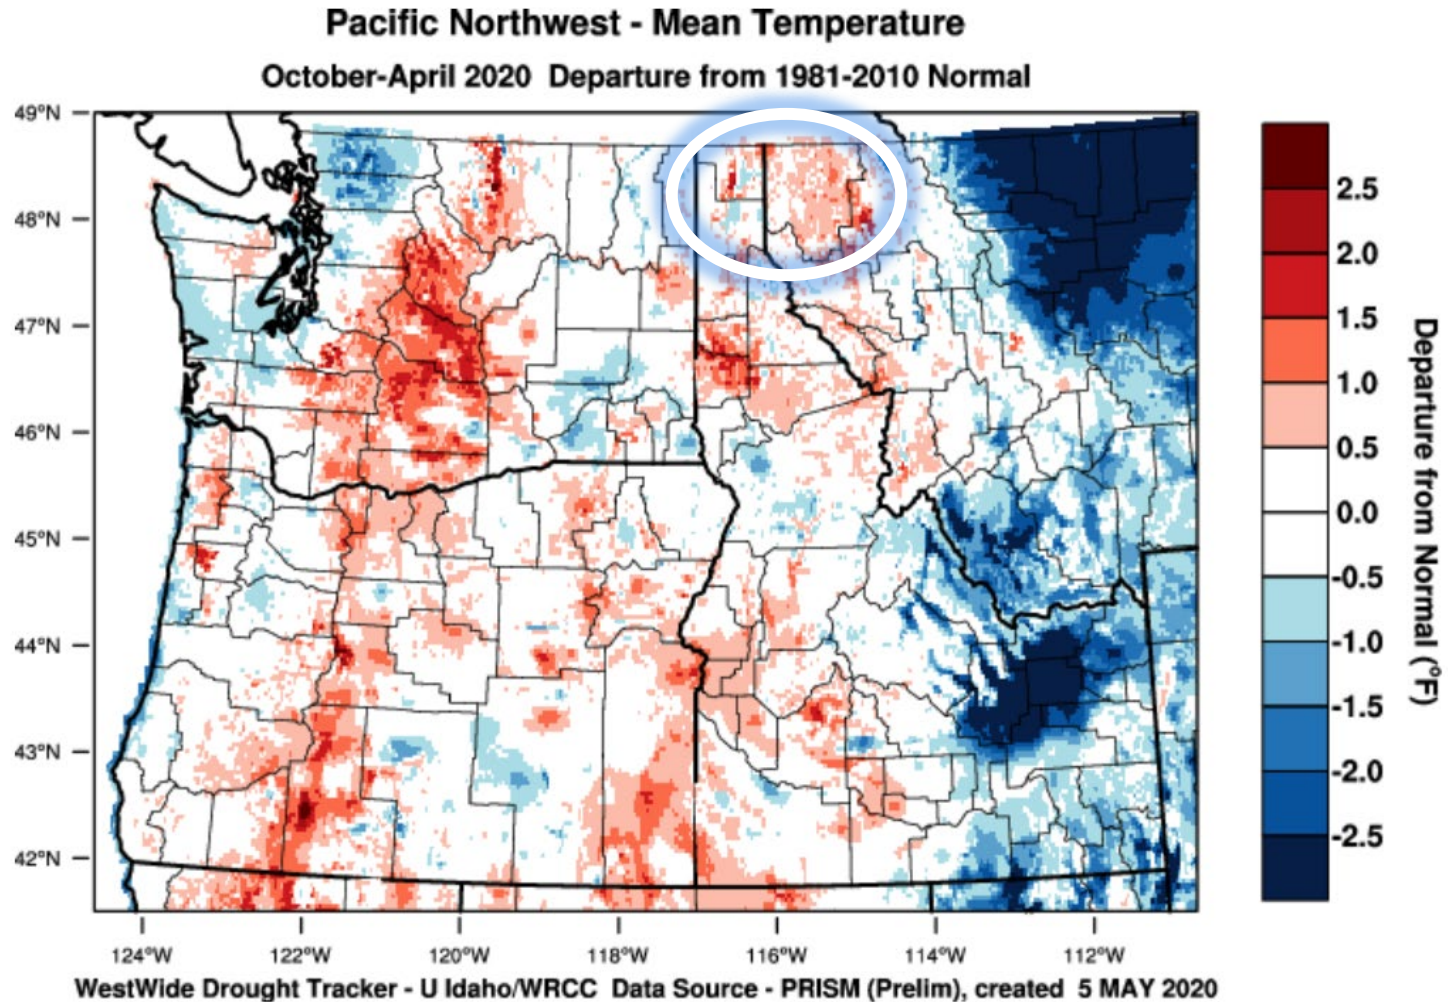 Pacific Northwest - Mean Temperature
October-April 2020 Departure from 1981-2010 Normal
49°N
48°N
47°N
46°N
45°N
44°N
43°N
42°N
124°W 122°W 120°W 118°W 116°W 114°W 112°W
2.5
2.0
1.5
1.0
0.5
0.0
-0.5
-1.0
-1.5
-2.0
-2.5
Departure from Normal (°F)
WestWide Drought Tracker - U Idaho/WRCC Data Source - PRISM (Prelim), created 5 MAY 2020